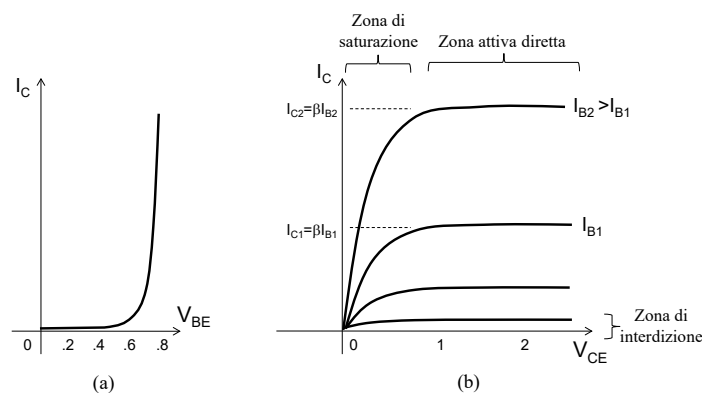 Zona di
saturazione
Zona attiva diretta
I_C
V_BE
0 .2 .4 .6 .8
(a)
I_C
I_C2=βI_B2
I_B2 >I_B1
I_C1=βI_B1
I_B1
Zona di
interdizione
0 1 2
V_CE
(b)